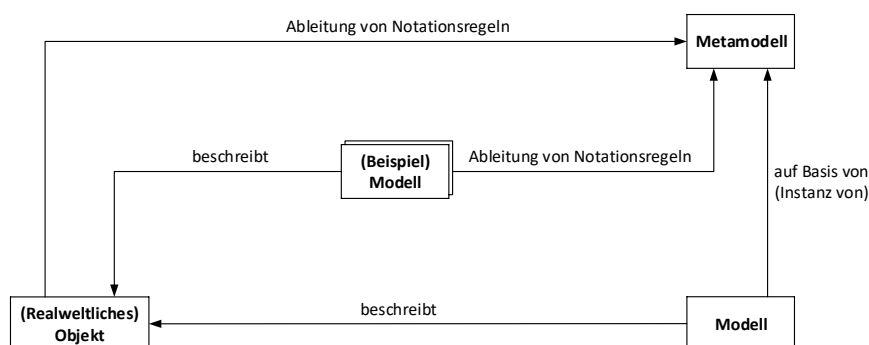 Ableitung von Notationsregeln
Metamodell
beschreibt
(Beispiel)
Modell
Ableitung von Notationsregeln
auf Basis von
(Instanz von)
(Realweltliches)
Objekt
beschreibt
Modell